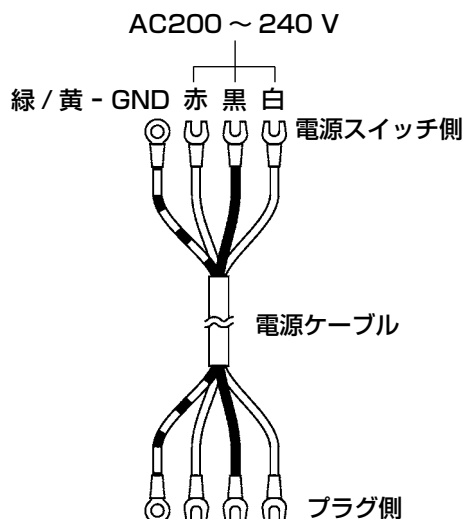 AC200 ～ 240 V
緑 / 黄 - GND 赤 黒 白
電源スイッチ側
電源ケーブル
プラグ側